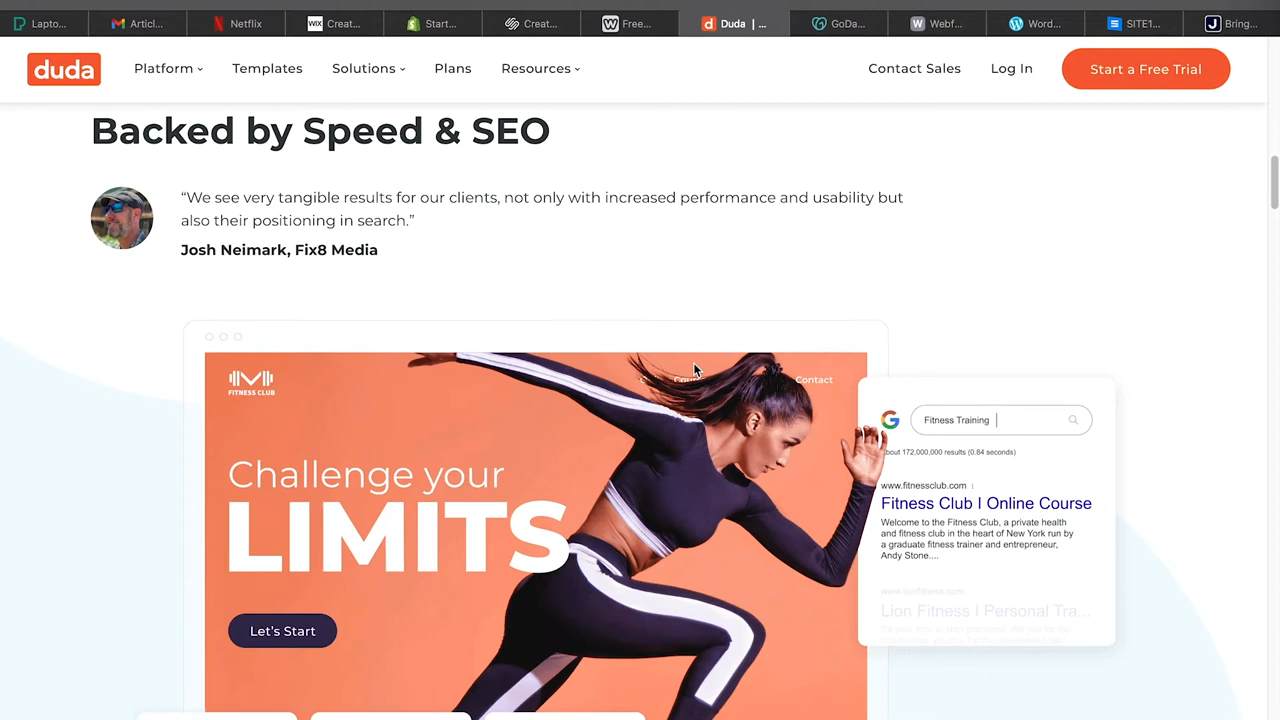 Lapto...
Articl...
Netflix
WIX
Creat...
Start...
Creat...
Free...
Duda | ...
GoDa...
Webf...
Word...
SITE1...
Bring...
duda
Platform
Templates
Solutions
Plans
Resources
Contact Sales
Log In
Start a Free Trial
Backed by Speed & SEO
“We see very tangible results for our clients, not only with increased performance and usability but
also their positioning in search.”
Josh Neimark, Fix8 Media
FITNESS CLUB
Contact
Challenge your
LIMITS
Let's Start
Fitness Training
about 172,000,000 results (0.84 seconds)
www.fitnessclub.com
Fitness Club I Online Course
Welcome to the Fitness Club, a private health
and fitness club in the heart of New York run by
a graduate fitness trainer and entrepreneur,
Andy Stone....
www.lionfitness.com
Lion Fitness I Personal Tra...